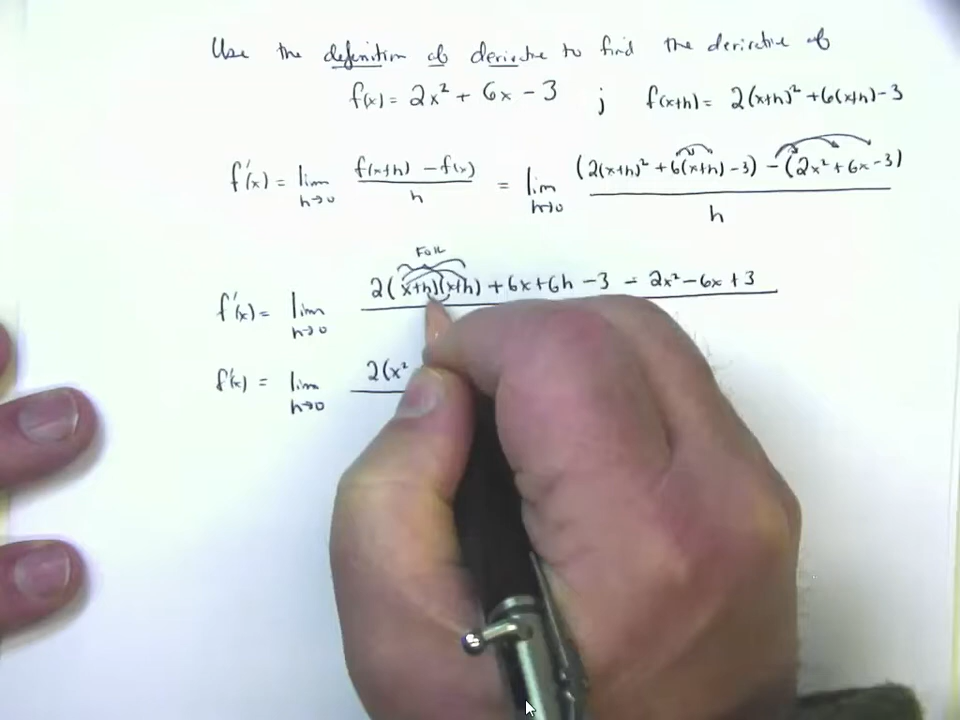 Use the definition of derivative to find the derivative of
f(x) = 2x² + 6x - 3 ; f(x+h) = 2(x+h)² + 6(x+h) - 3
f'(x) = lim h→0 f(x+h) - f(x) / h = lim h→0 (2(x+h)² + 6(x+h) - 3) - (2x² + 6x - 3) / h
FOIL
f'(x) = lim h→0 2(x+h)(x+h) + 6x + 6h - 3 - 2x² - 6x + 3
f'(x) = lim h→0 2(x²